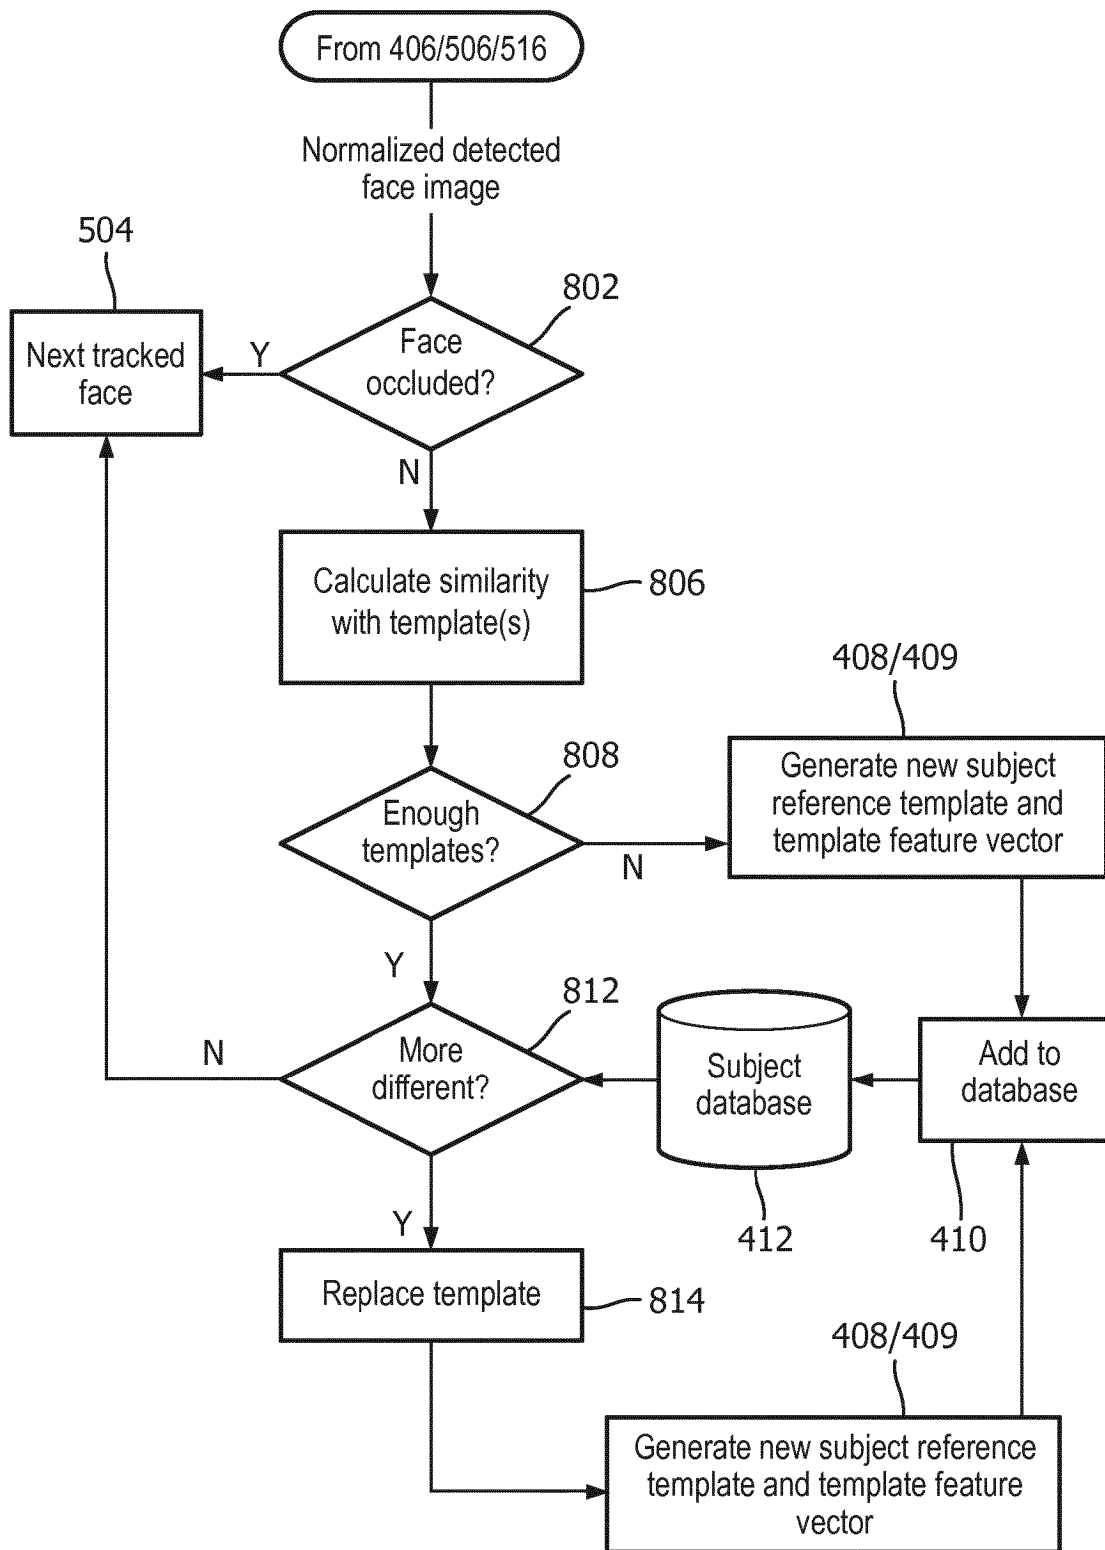 From 406/506/516
Normalized detected
face image
504
802
Next tracked
face
Y
Face
occluded?
N
Calculate similarity
with template(s)
806
408/409
808
Generate new subject
reference template and
template feature vector
Enough
templates?
N
Y
812
N
More
different?
Subject
database
Add to
database
Y
412
410
Replace template
814
408/409
Generate new subject reference
template and template feature
vector